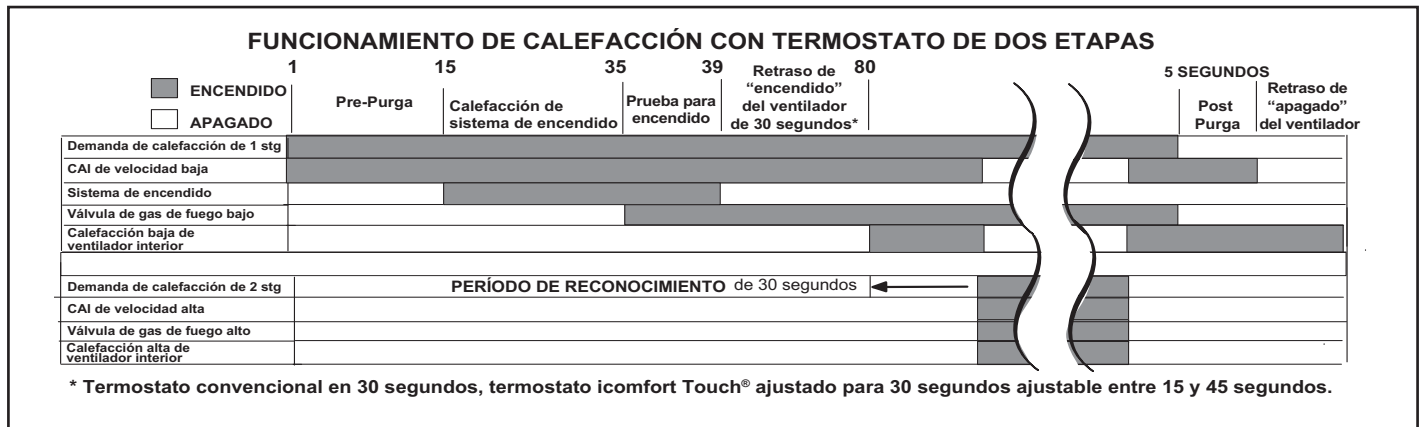 FUNCIONAMIENTO DE CALEFACCIÓN CON TERMOSTATO DE DOS ETAPAS
1 15 35 39 80 5 SEGUNDOS
ENCENDIDO
APAGADO
Pre-Purga
Calefacción de
sistema de encendido
Prueba para
encendido
Retraso de
“encendido”
del ventilador
de 30 segundos*
Post
Purga
Retraso de
“apagado”
del ventilador
Demanda de calefacción de 1 stg
CAI de velocidad baja
Sistema de encendido
Válvula de gas de fuego bajo
Calefacción baja de
ventilador interior
Demanda de calefacción de 2 stg
PERÍODO DE RECONOCIMIENTO de 30 segundos
CAI de velocidad alta
Válvula de gas de fuego alto
Calefacción alta de
ventilador interior
* Termostato convencional en 30 segundos, termostato icomfort Touch® ajustado para 30 segundos ajustable entre 15 y 45 segundos.